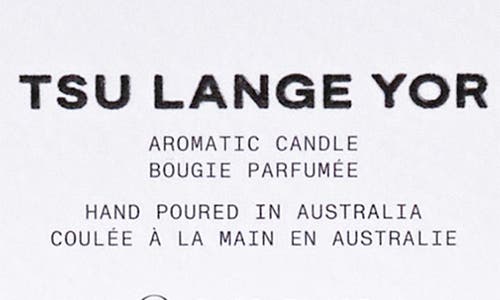 TSU LANGE YOR
AROMATIC CANDLE
BOUGIE PARFUMÉE
HAND POURED IN AUSTRALIA
COULÉE À LA MAIN EN AUSTRALIE